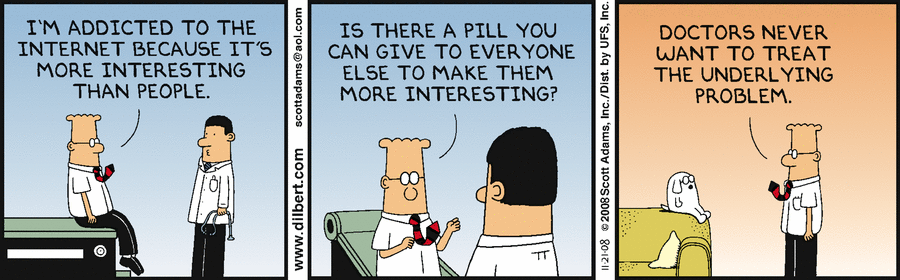 I'M ADDICTED TO THE
INTERNET BECAUSE IT'S
MORE INTERESTING
THAN PEOPLE.
www.dilbert.com scottadams@aol.com
IS THERE A PILL YOU
CAN GIVE TO EVERYONE
ELSE TO MAKE THEM
MORE INTERESTING?
11-21-08 ©2008 Scott Adams, Inc./Dist. by UFS, Inc.
DOCTORS NEVER
WANT TO TREAT
THE UNDERLYING
PROBLEM.